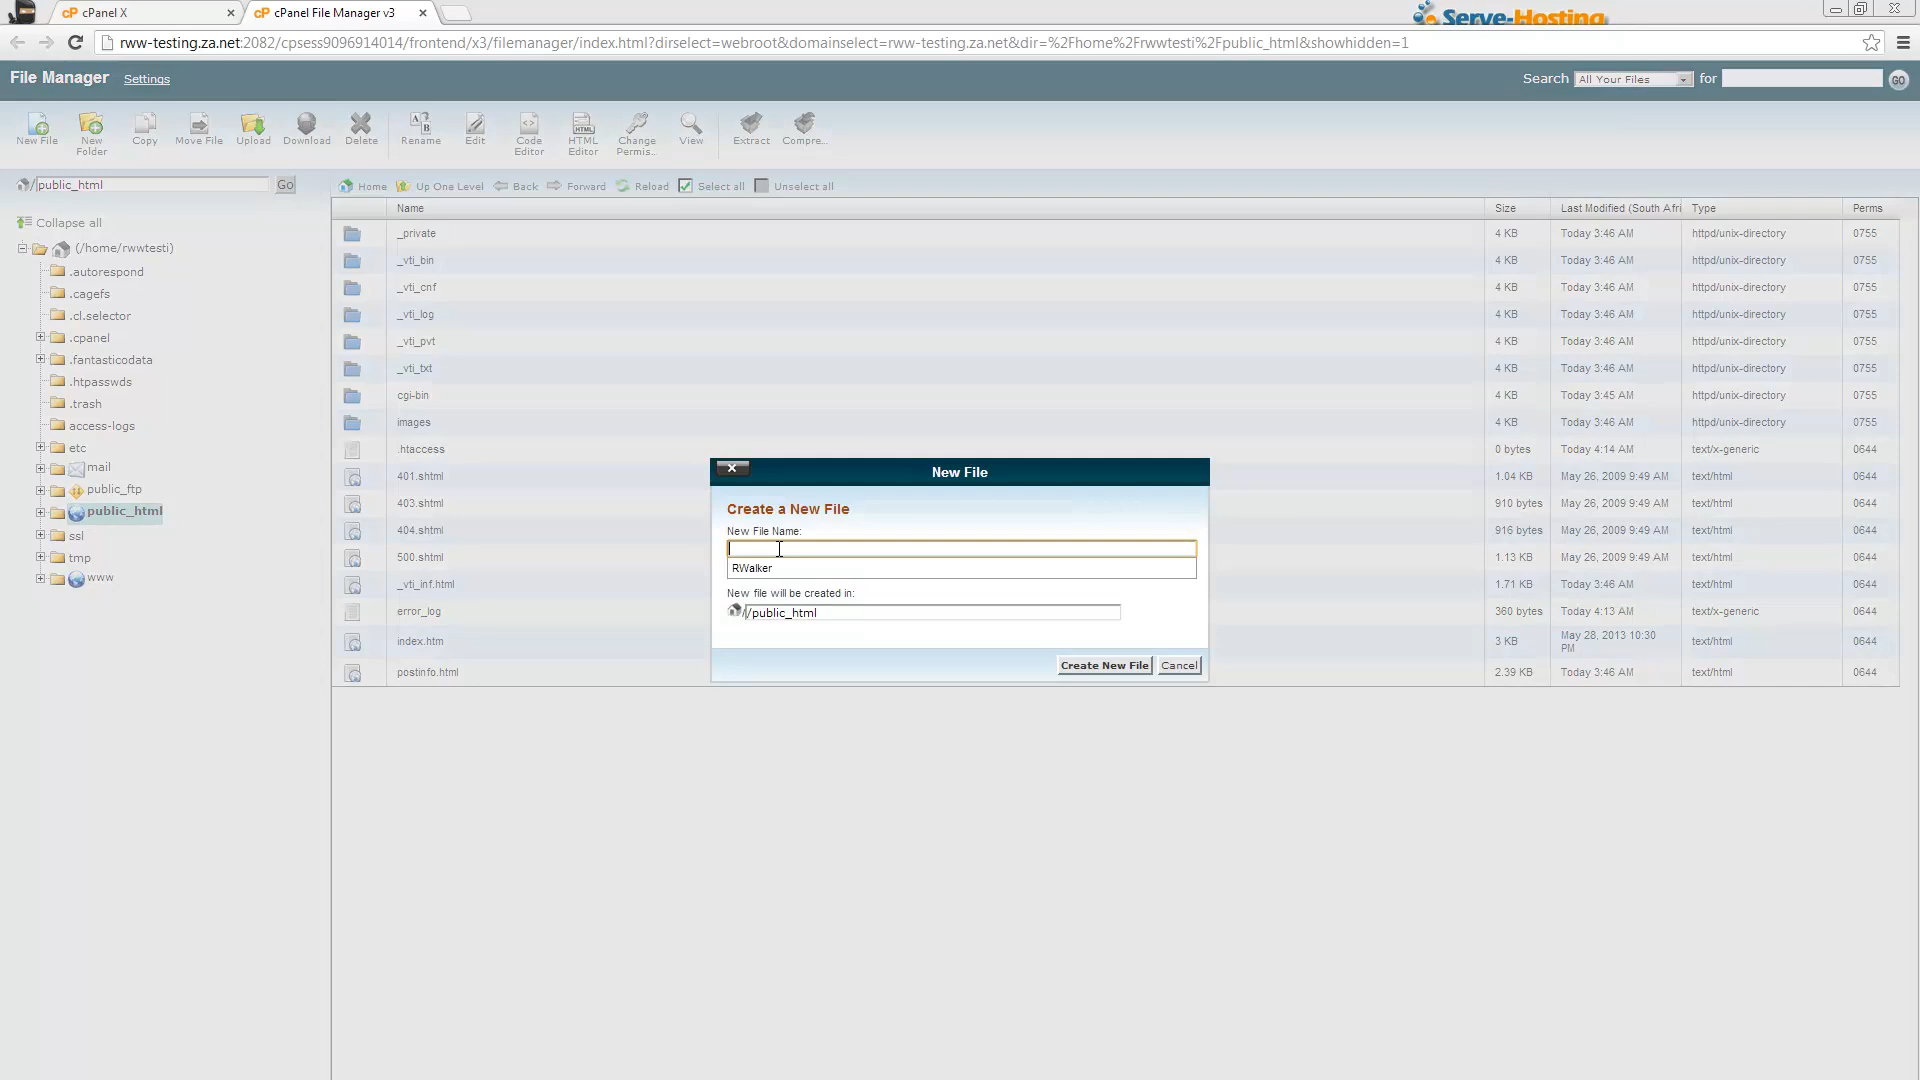 cP cPanel X
cP cPanel File Manager v3
Serve-Hosting
rww-testing.za.net:2082/cpsess9096914014/frontend/x3/filemanager/index.html?dirselect=webroot&domainselect=rww-testing.za.net&dir=%2Fhome%2Frwwtesti%2Fpublic_html&showhidden=1
File Manager Settings
Search All Your Files for GO
New File
New Folder
Copy
Move File
Upload
Download
Delete
Rename
Edit
Code Editor
HTML Editor
Change Permis...
View
Extract
Compre...
/public_html Go
Home Up One Level Back Forward Reload Select all Unselect all
Collapse all
(/home/rwwtesti)
.autorespond
.cagefs
.cl.selector
.cpanel
.fantasticodata
.htpasswds
.trash
access-logs
etc
mail
public_ftp
public_html
ssl
tmp
www
Name Size Last Modified (South Afri Type Perms
_private 4 KB Today 3:46 AM httpd/unix-directory 0755
_vti_bin 4 KB Today 3:46 AM httpd/unix-directory 0755
_vti_cnf 4 KB Today 3:46 AM httpd/unix-directory 0755
_vti_log 4 KB Today 3:46 AM httpd/unix-directory 0755
_vti_pvt 4 KB Today 3:46 AM httpd/unix-directory 0755
_vti_txt 4 KB Today 3:46 AM httpd/unix-directory 0755
cgi-bin 4 KB Today 3:45 AM httpd/unix-directory 0755
images 4 KB Today 3:46 AM httpd/unix-directory 0755
.htaccess 0 bytes Today 4:14 AM text/x-generic 0644
401.shtml 1.04 KB May 26, 2009 9:49 AM text/html 0644
403.shtml 910 bytes May 26, 2009 9:49 AM text/html 0644
404.shtml 916 bytes May 26, 2009 9:49 AM text/html 0644
500.shtml 1.13 KB May 26, 2009 9:49 AM text/html 0644
_vti_inf.html 1.71 KB Today 3:46 AM text/html 0644
error_log 360 bytes Today 4:13 AM text/x-generic 0644
index.htm 3 KB May 28, 2013 10:30 PM text/html 0644
postinfo.html 2.39 KB Today 3:46 AM text/html 0644
New File
Create a New File
New File Name:
RWalker
New file will be created in:
//public_html
Create New File Cancel